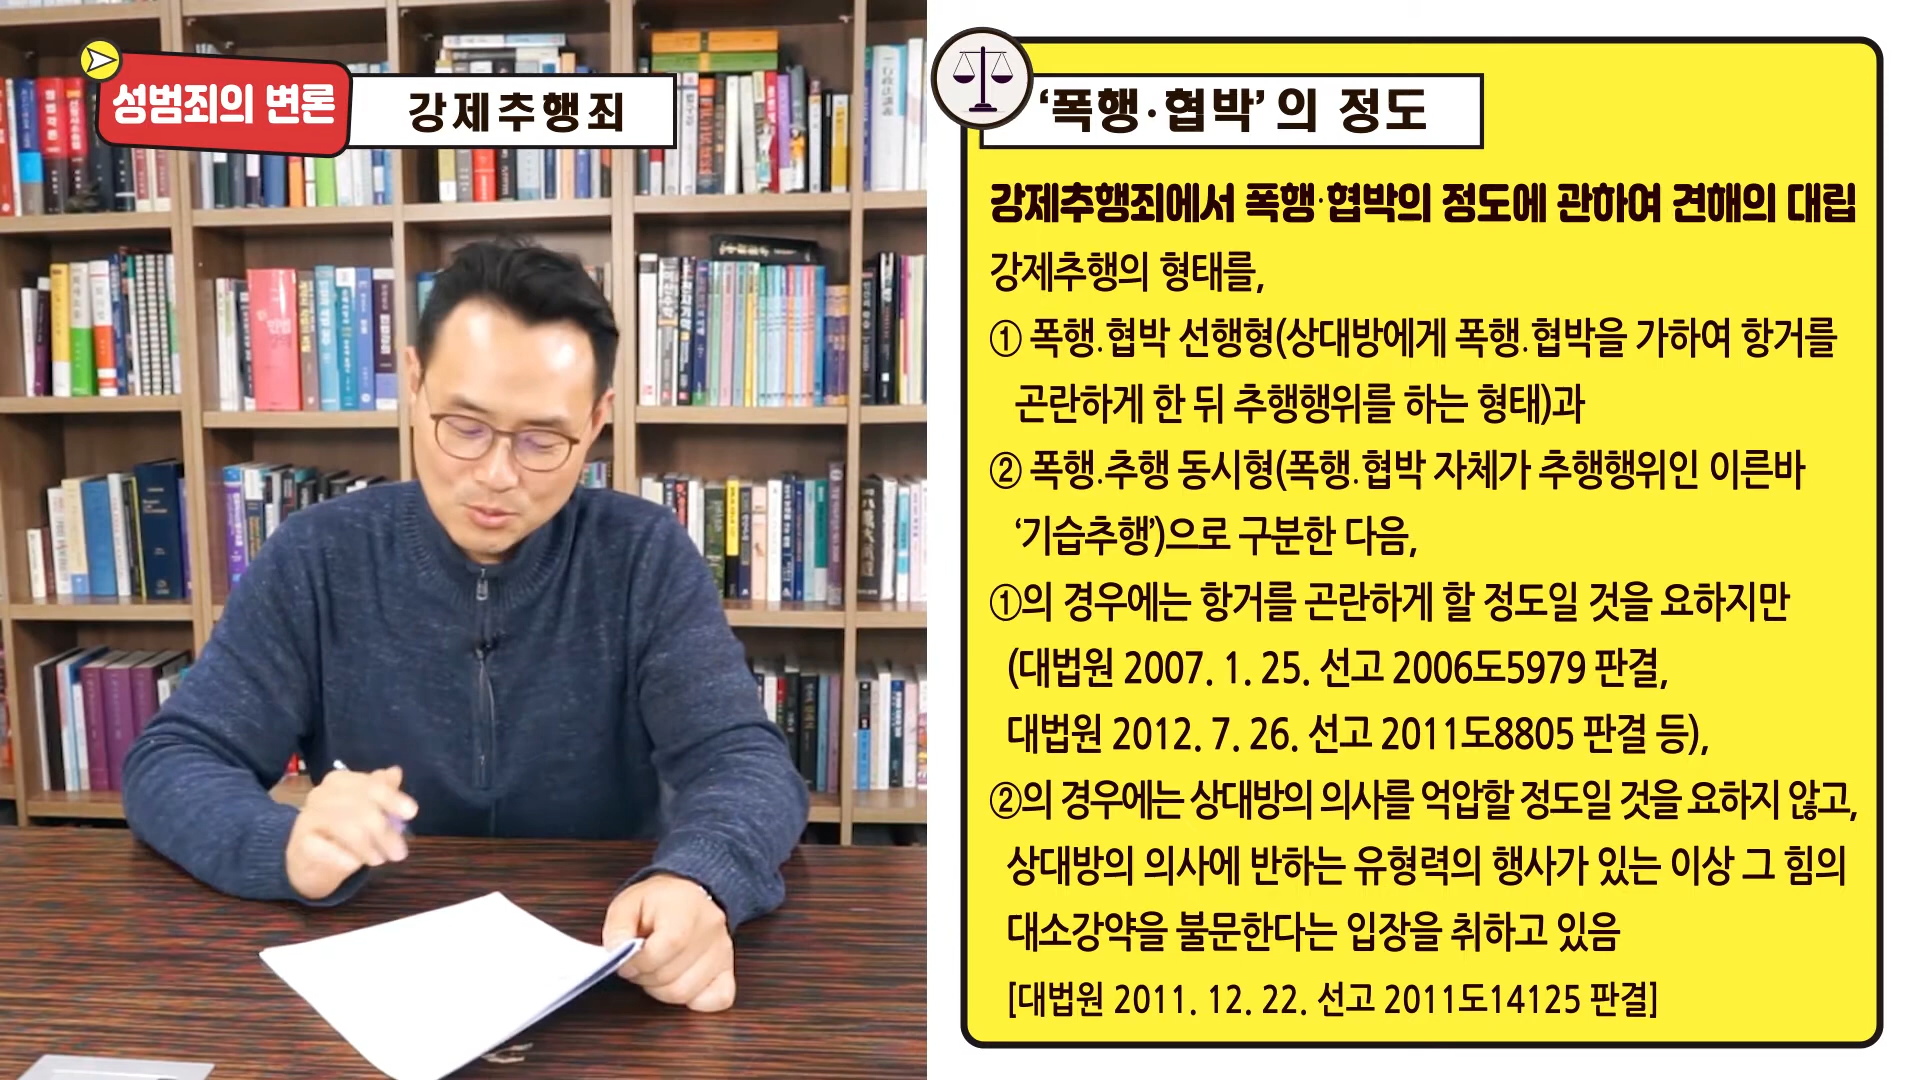 성범죄의 변론
강제추행죄
‘폭행·협박’의 정도
강제추행죄에서 폭행·협박의 정도에 관하여 견해의 대립
강제추행의 형태를,
① 폭행.협박 선행형(상대방에게 폭행.협박을 가하여 항거를
곤란하게 한 뒤 추행행위를 하는 형태)과
② 폭행.추행 동시형(폭행.협박 자체가 추행행위인 이른바
‘기습추행’)으로 구분한 다음,
①의 경우에는 항거를 곤란하게 할 정도일 것을 요하지만
(대법원 2007. 1. 25. 선고 2006도5979 판결,
대법원 2012. 7. 26. 선고 2011도8805 판결 등),
②의 경우에는 상대방의 의사를 억압할 정도일 것을 요하지 않고,
상대방의 의사에 반하는 유형력의 행사가 있는 이상 그 힘의
대소강약을 불문한다는 입장을 취하고 있음
[대법원 2011. 12. 22. 선고 2011도14125 판결]